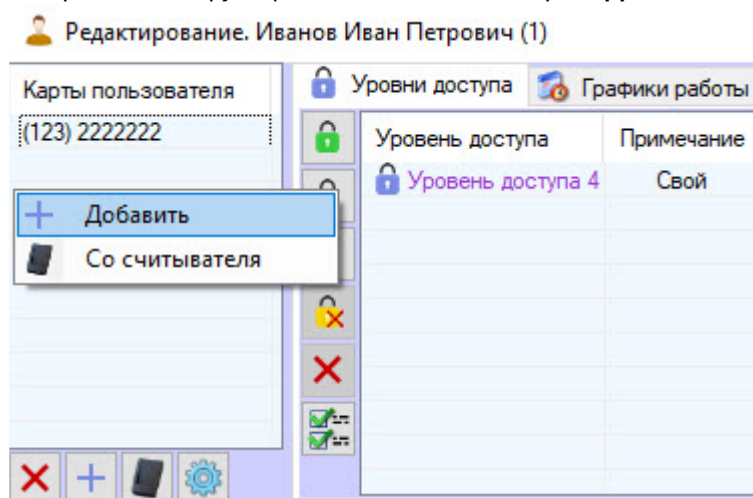 Редактирование. Иванов Иван Петрович (1)
Карты пользователя
(123) 2222222
Добавить
Со считывателя
Уровни доступа
Графики работы
Уровень доступа
Примечание
Уровень доступа 4
Свой